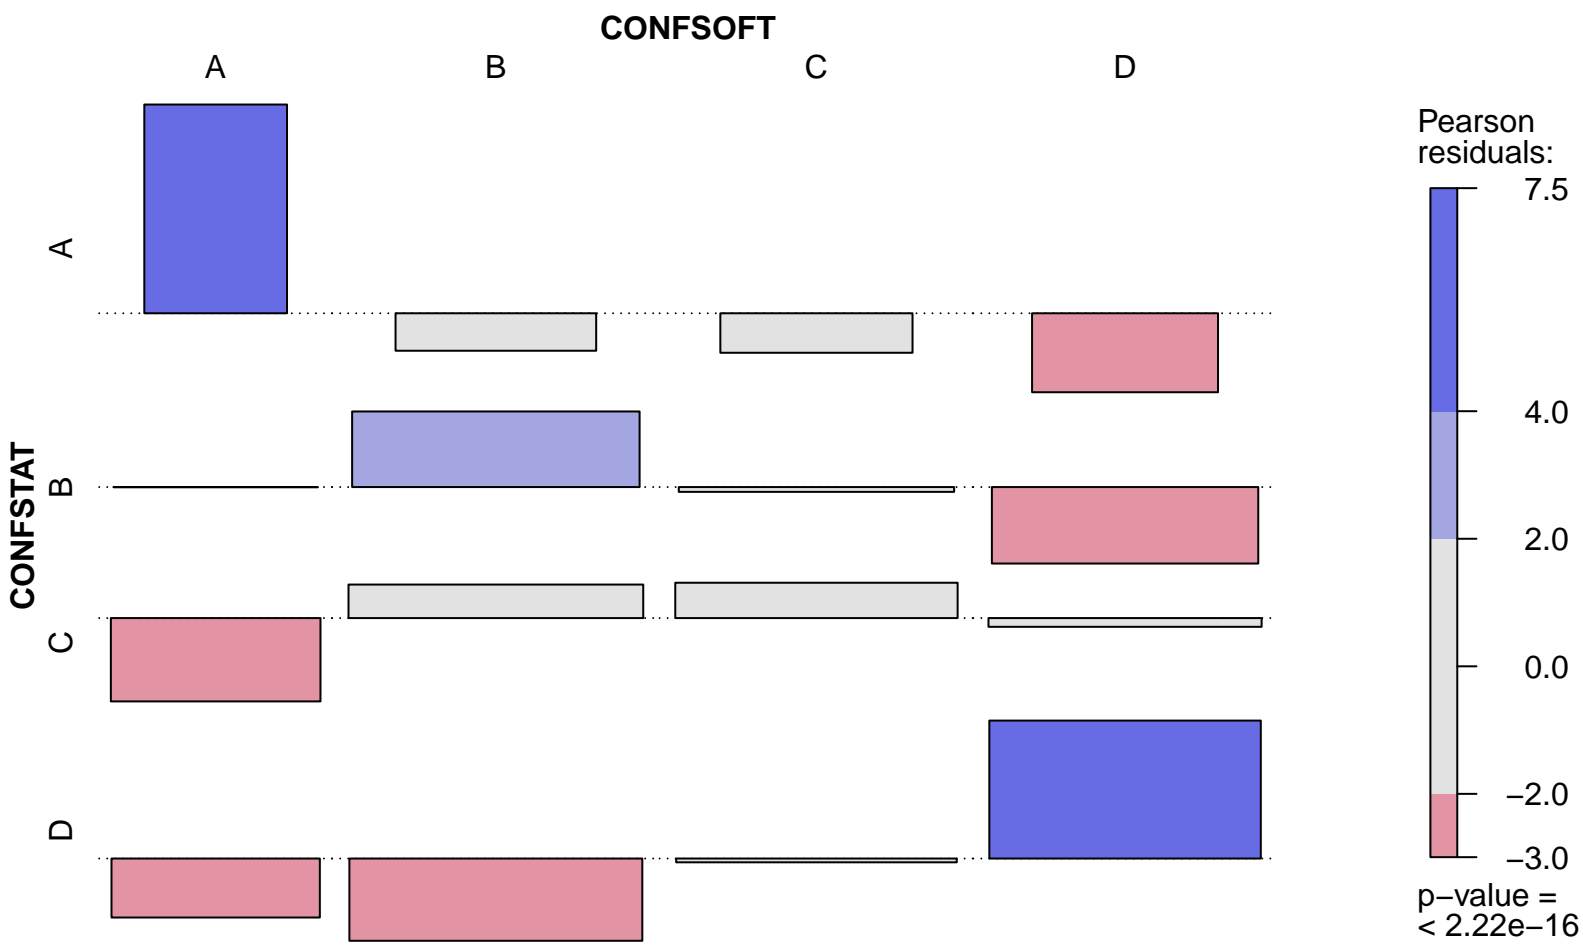 CONFSOFT
A B C D
CONFSTAT
A
B
C
D
Pearson
residuals:
7.5
4.0
2.0
0.0
−2.0
−3.0
p−value =
< 2.22e−16